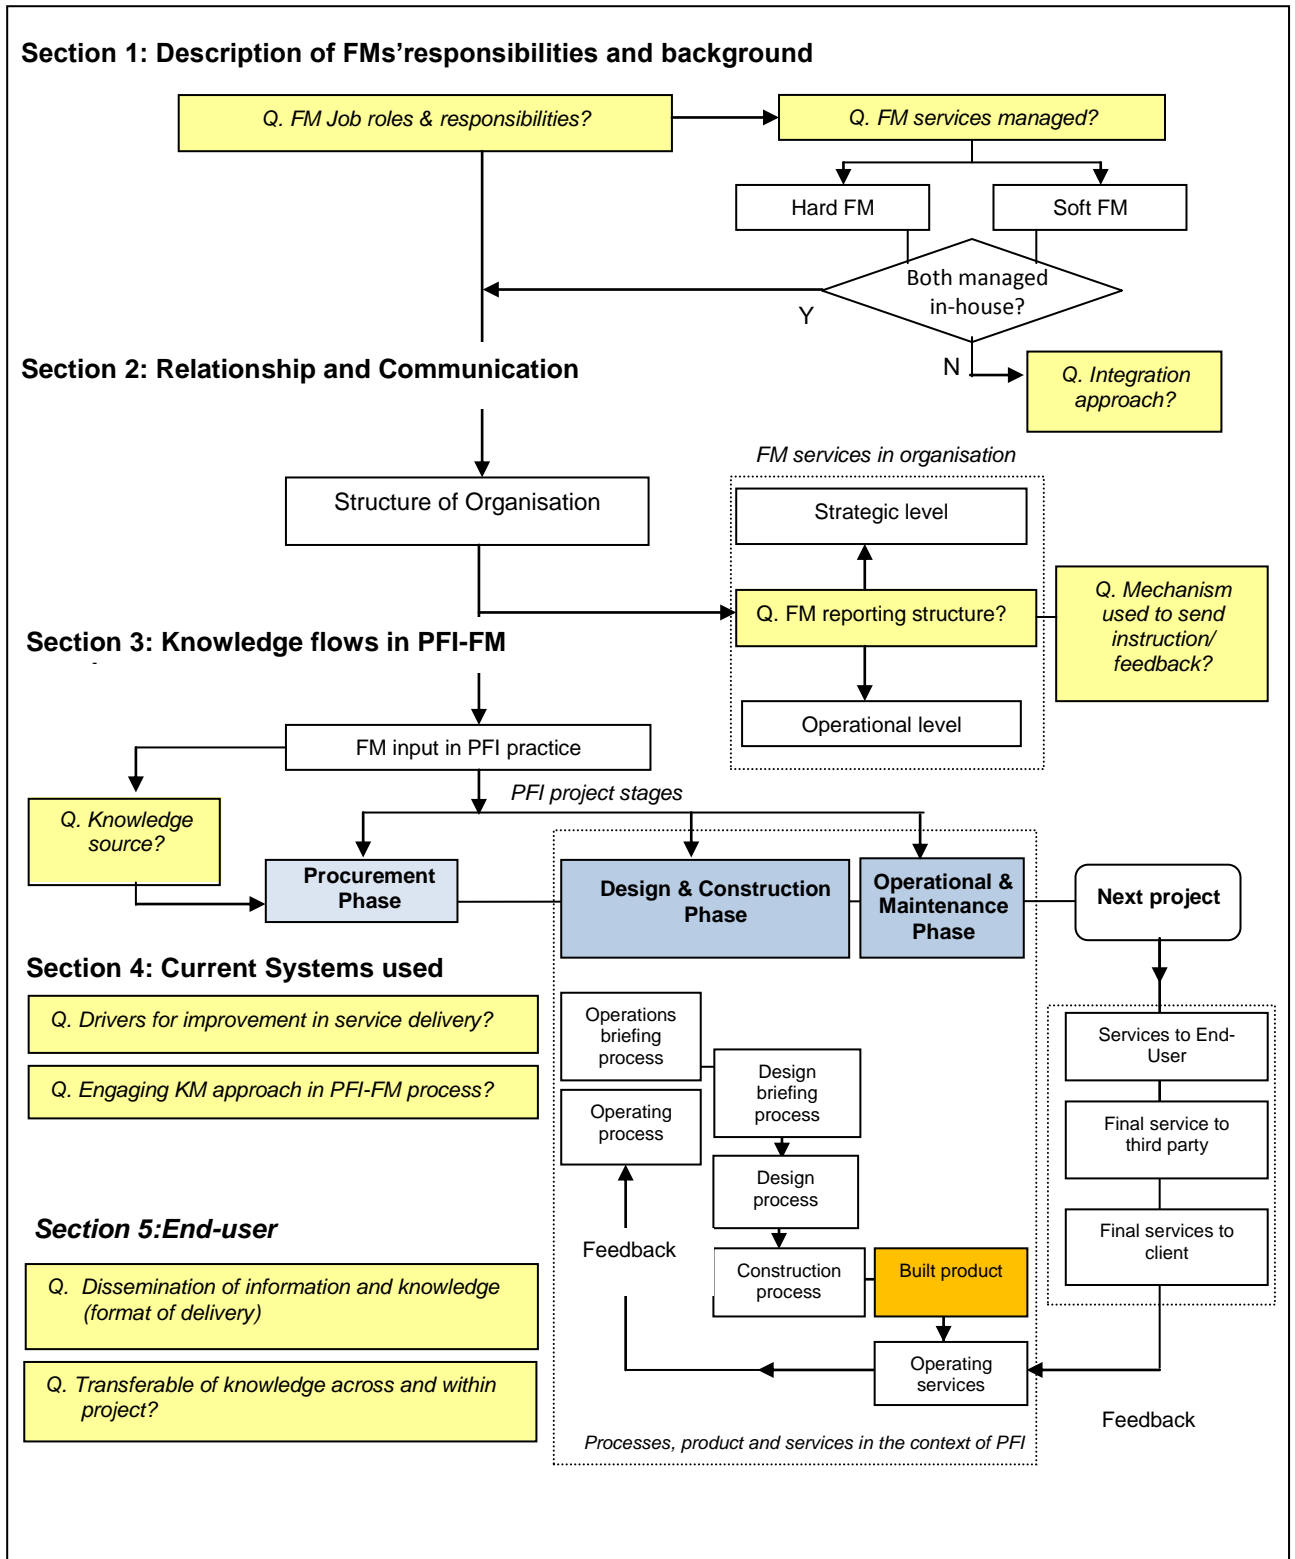 Section 1: Description of FMs'responsibilities and background
Q. FM Job roles & responsibilities?
Q. FM services managed?
Hard FM
Soft FM
Both managed
in-house?
Y
N
Section 2: Relationship and Communication
Q. Integration
approach?
FM services in organisation
Structure of Organisation
Strategic level
Q. FM reporting structure?
Q. Mechanism
used to send
instruction/
feedback?
Operational level
Section 3: Knowledge flows in PFI-FM
FM input in PFI practice
PFI project stages
Q. Knowledge
source?
Procurement
Phase
Design & Construction
Phase
Operational &
Maintenance
Phase
Next project
Section 4: Current Systems used
Q. Drivers for improvement in service delivery?
Q. Engaging KM approach in PFI-FM process?
Operations
briefing
process
Operating
process
Design
briefing
process
Design
process
Feedback
Construction
process
Built product
Operating
services
Services to End-
User
Final service to
third party
Final services to
client
Feedback
Section 5:End-user
Q. Dissemination of information and knowledge
(format of delivery)
Q. Transferable of knowledge across and within
project?
Processes, product and services in the context of PFI